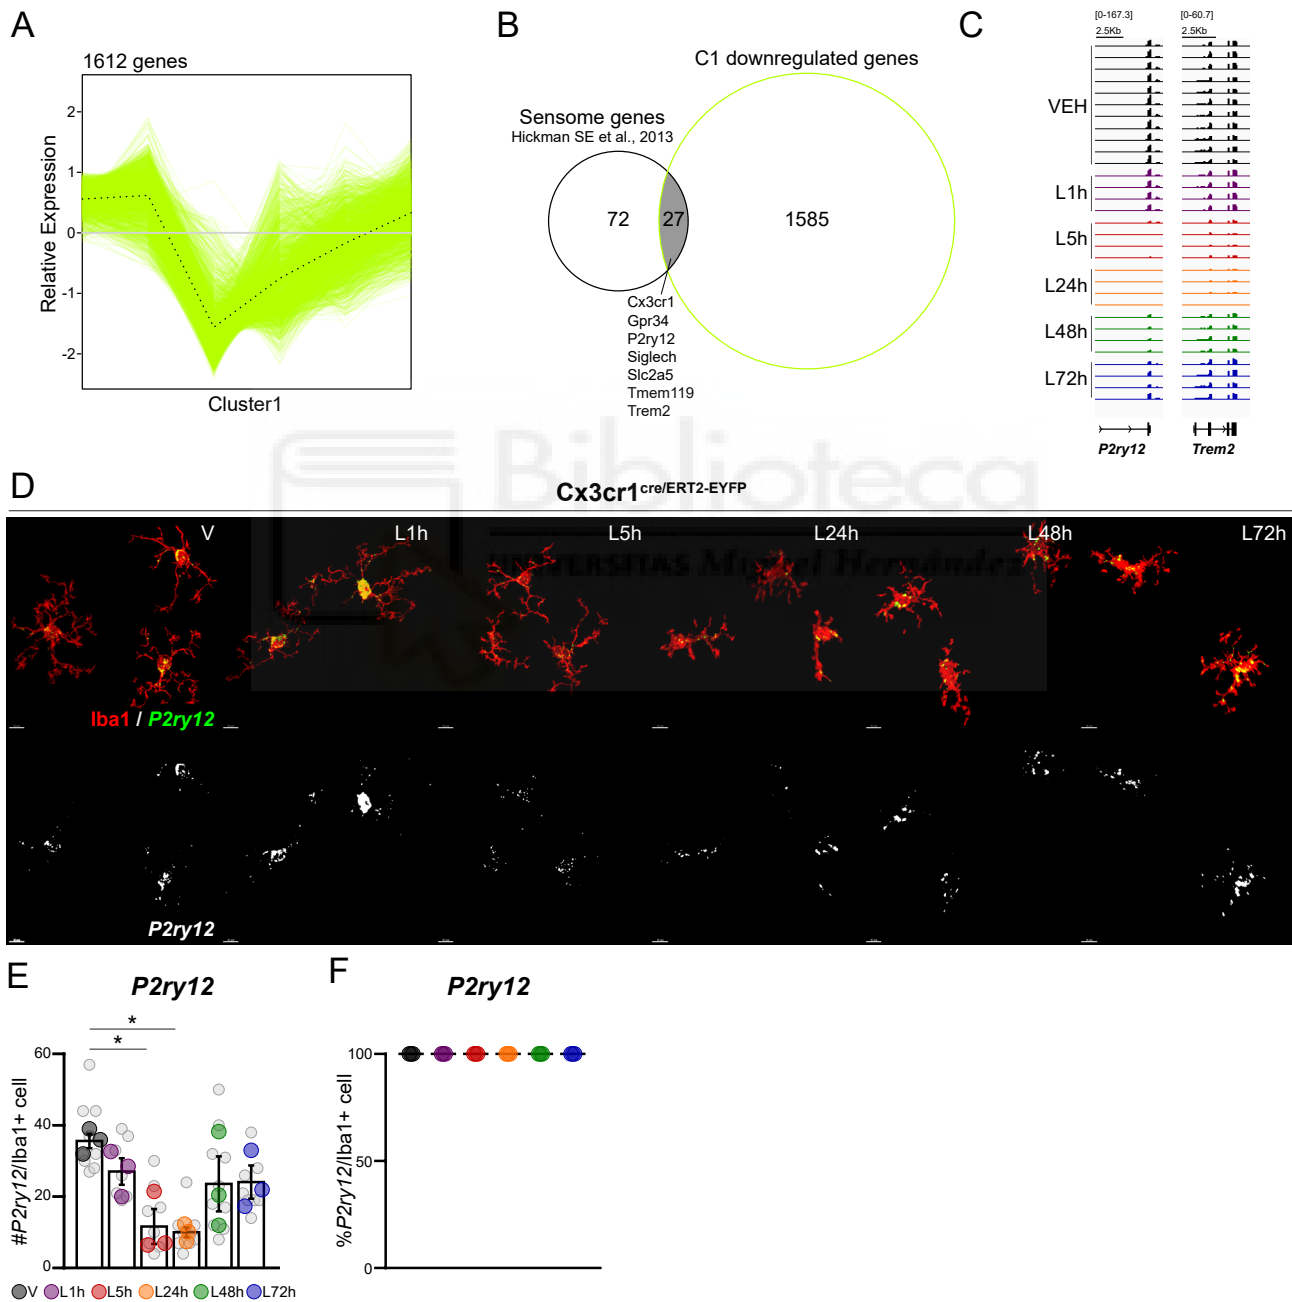 A
1612 genes
Relative Expression
2
1
0
-1
-2
Cluster1
B
C1 downregulated genes
Sensome genes
Hickman SE et al., 2013
72
27
1585
Cx3cr1
Gpr34
P2ry12
Siglech
Slc2a5
Tmem119
Trem2
C
[0-167.3]
[0-60.7]
2.5Kb
2.5Kb
VEH
L1h
L5h
L24h
L48h
L72h
P2ry12
Trem2
Biblioteca
UNIVERSITAS Miguel Hernández
D
Cx3cr1cre/ERT2-EYFP
V
L1h
L5h
L24h
L48h
L72h
Iba1 / P2ry12
P2ry12
E
P2ry12
*
*
#P2ry12/Iba1+ cell
60
40
20
0
V L1h L5h L24h L48h L72h
F
P2ry12
%P2ry12/Iba1+ cell
100
50
0